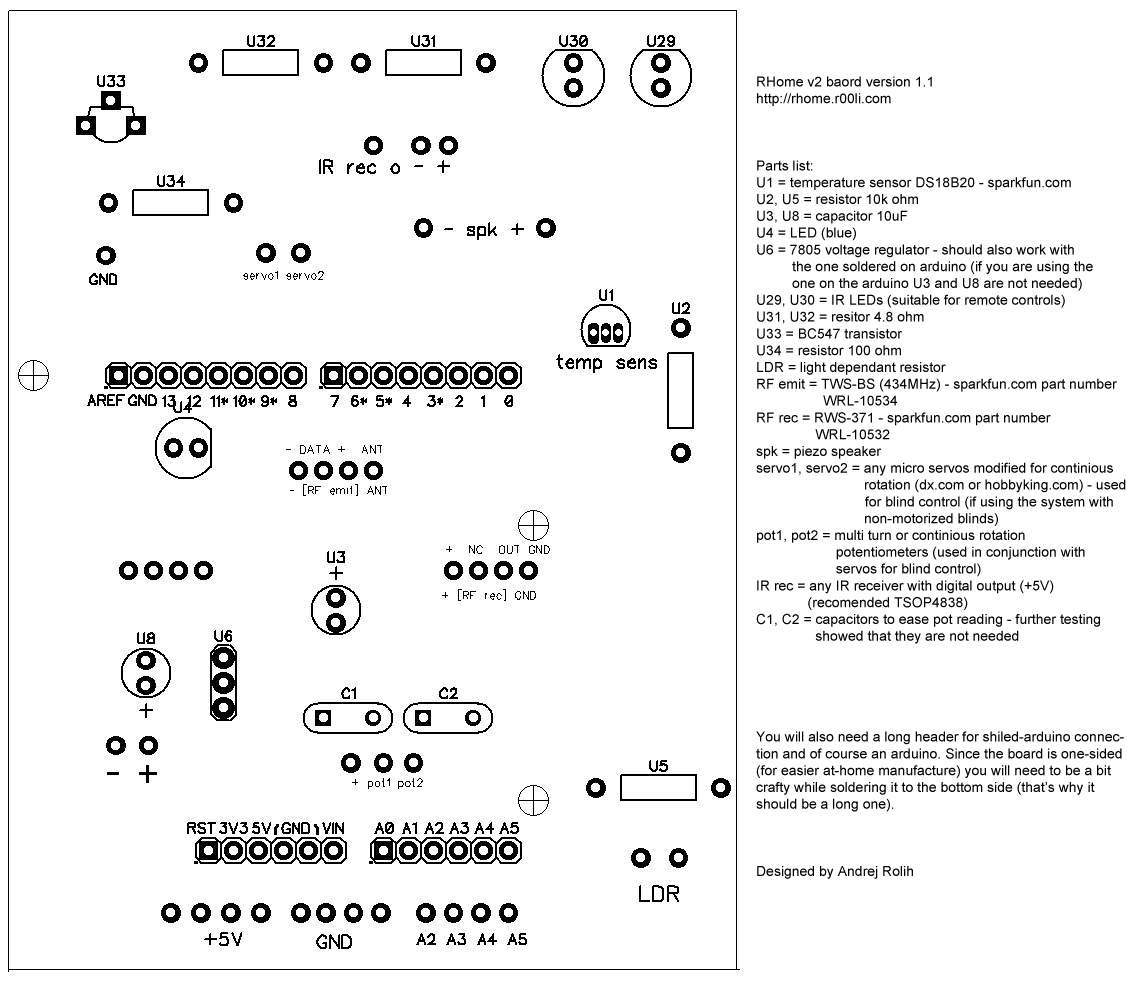 U32
U31
U30
U29
U33
IR rec o - +
U34
- spk +
servo1 servo2
GND
U1
U2
temp sens
AREF GND 13 12 11* 10* 9* 8
7 6* 5* 4 3* 2 1 0
U4
- DATA + ANT
- [RF emit] ANT
+ NC OUT GND
+ [RF rec] GND
U3
+
U8
U6
+
- +
C1
C2
+ pot1 pot2
U5
RST 3V3 5V (GND) VIN
A0 A1 A2 A3 A4 A5
LDR
+5V
GND
A2 A3 A4 A5
RHome v2 baord version 1.1
http://rhome.r00li.com
Parts list:
U1 = temperature sensor DS18B20 - sparkfun.com
U2, U5 = resistor 10k ohm
U3, U8 = capacitor 10uF
U4 = LED (blue)
U6 = 7805 voltage regulator - should also work with
the one soldered on arduino (if you are using the
one on the arduino U3 and U8 are not needed)
U29, U30 = IR LEDs (suitable for remote controls)
U31, U32 = resitor 4.8 ohm
U33 = BC547 transistor
U34 = resistor 100 ohm
LDR = light dependant resistor
RF emit = TWS-BS (434MHz) - sparkfun.com part number
WRL-10534
RF rec = RWS-371 - sparkfun.com part number
WRL-10532
spk = piezo speaker
servo1, servo2 = any micro servos modified for continious
rotation (dx.com or hobbyking.com) - used
for blind control (if using the system with
non-motorized blinds)
pot1, pot2 = multi turn or continious rotation
potentiometers (used in conjunction with
servos for blind control)
IR rec = any IR receiver with digital output (+5V)
(recomended TSOP4838)
C1, C2 = capacitors to ease pot reading - further testing
showed that they are not needed
You will also need a long header for shiled-arduino connec-
tion and of course an arduino. Since the board is one-sided
(for easier at-home manufacture) you will need to be a bit
crafty while soldering it to the bottom side (that's why it
should be a long one).
Designed by Andrej Rolih